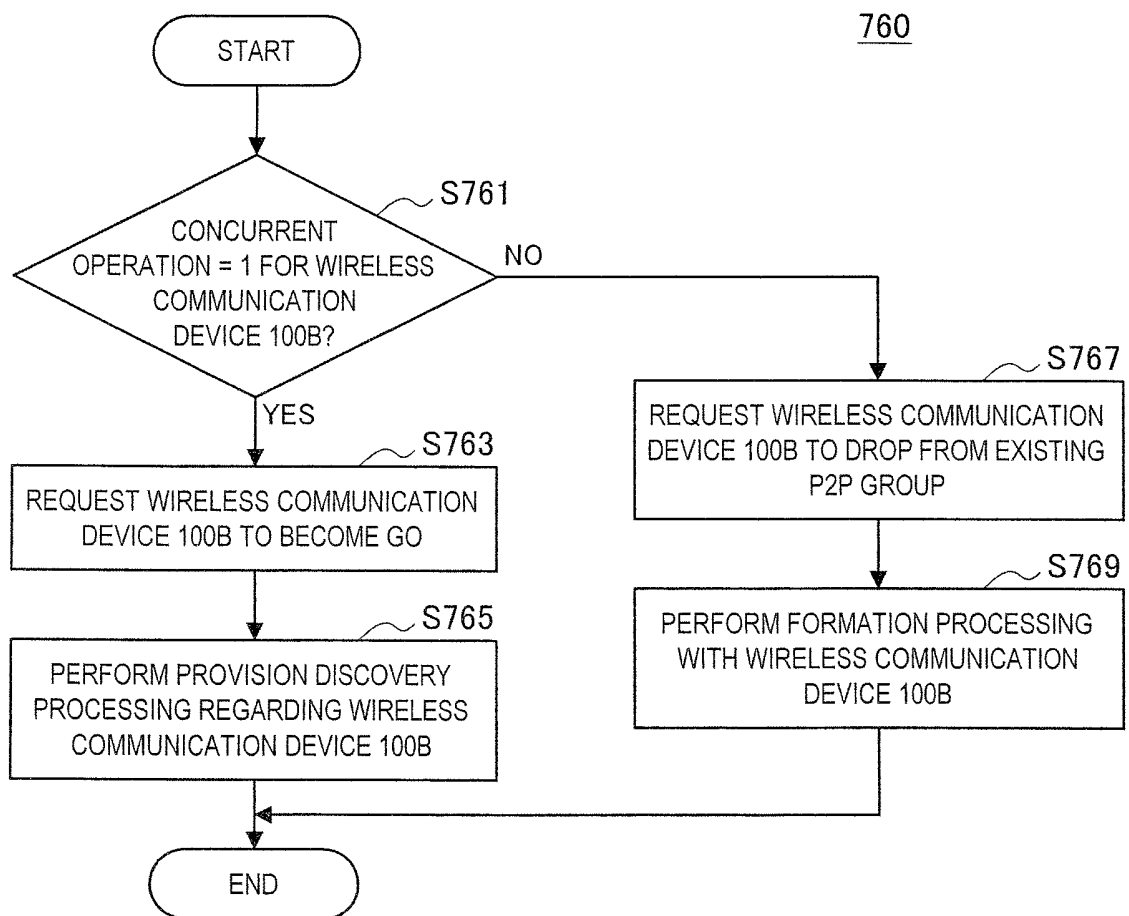 760
START
S761
CONCURRENT
OPERATION = 1 FOR WIRELESS
COMMUNICATION
DEVICE 100B?
NO
YES
S763
REQUEST WIRELESS COMMUNICATION
DEVICE 100B TO BECOME GO
S765
PERFORM PROVISION DISCOVERY
PROCESSING REGARDING WIRELESS
COMMUNICATION DEVICE 100B
S767
REQUEST WIRELESS COMMUNICATION
DEVICE 100B TO DROP FROM EXISTING
P2P GROUP
S769
PERFORM FORMATION PROCESSING
WITH WIRELESS COMMUNICATION
DEVICE 100B
END